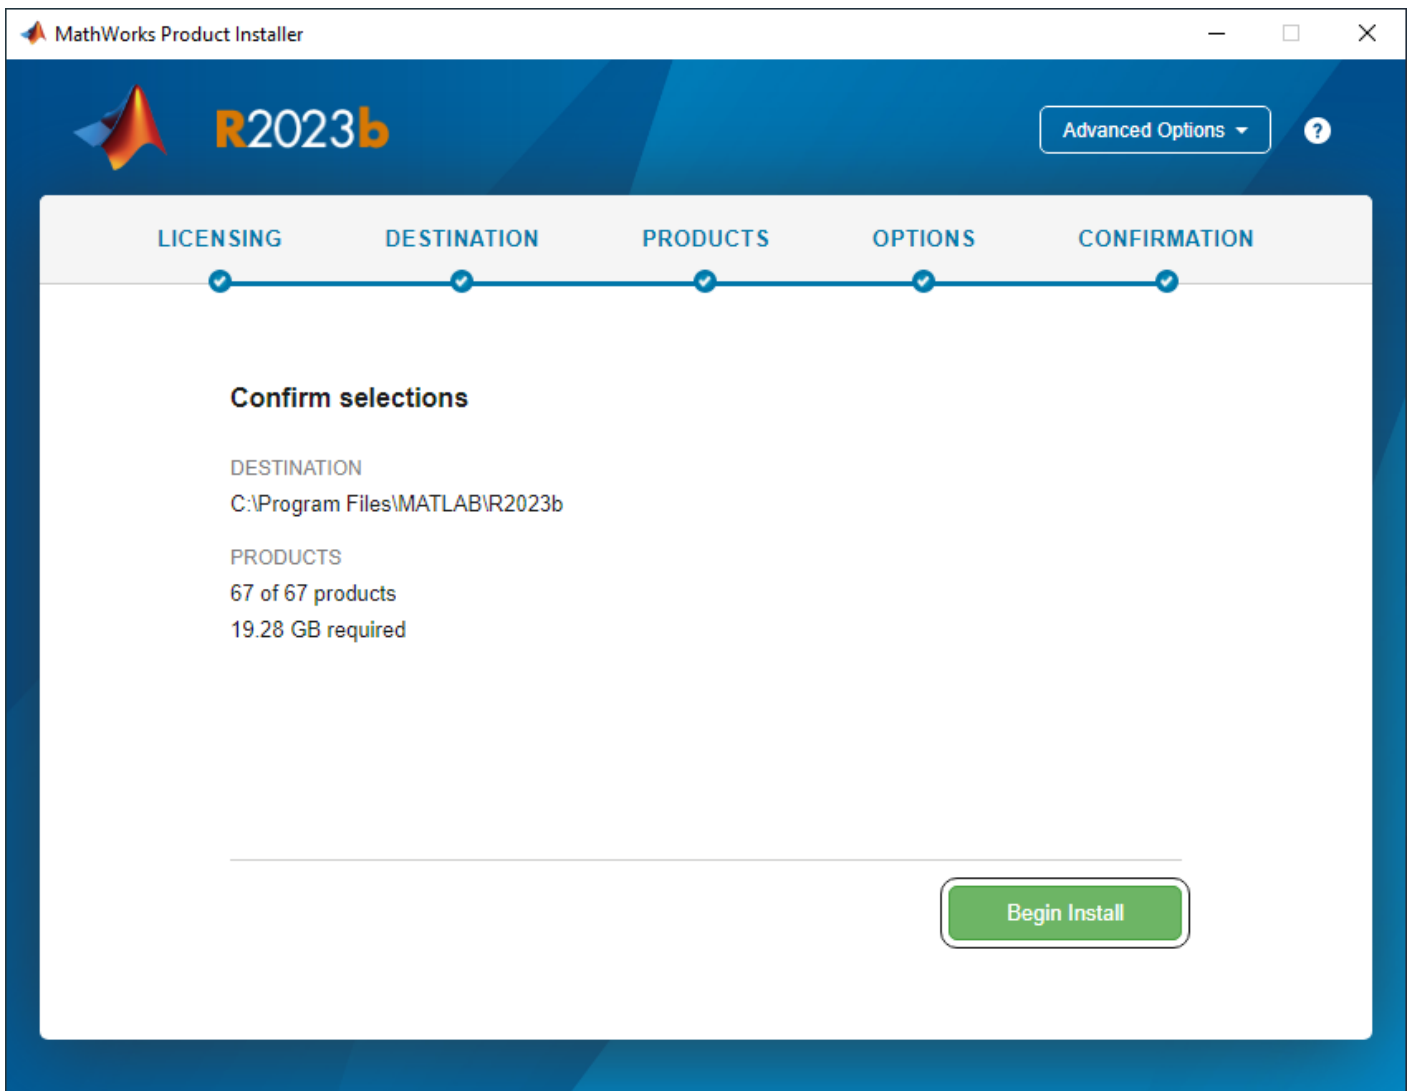 MathWorks Product Installer
R2023b
Advanced Options
?
LICENSING DESTINATION PRODUCTS OPTIONS CONFIRMATION
Confirm selections
DESTINATION
C:\Program Files\MATLAB\R2023b
PRODUCTS
67 of 67 products
19.28 GB required
Begin Install